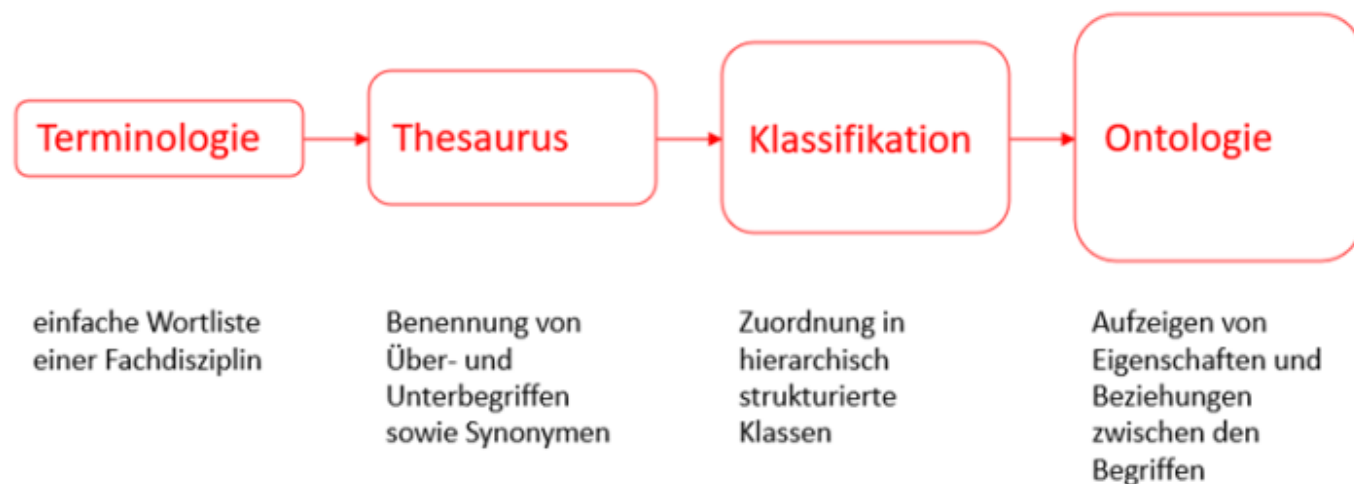 Terminologie
Thesaurus
Klassifikation
Ontologie
einfache Wortliste
einer Fachdisziplin
Benennung von
Über- und
Unterbegriffen
sowie Synonymen
Zuordnung in
hierarchisch
strukturierte
Klassen
Aufzeigen von
Eigenschaften und
Beziehungen
zwischen den
Begriffen